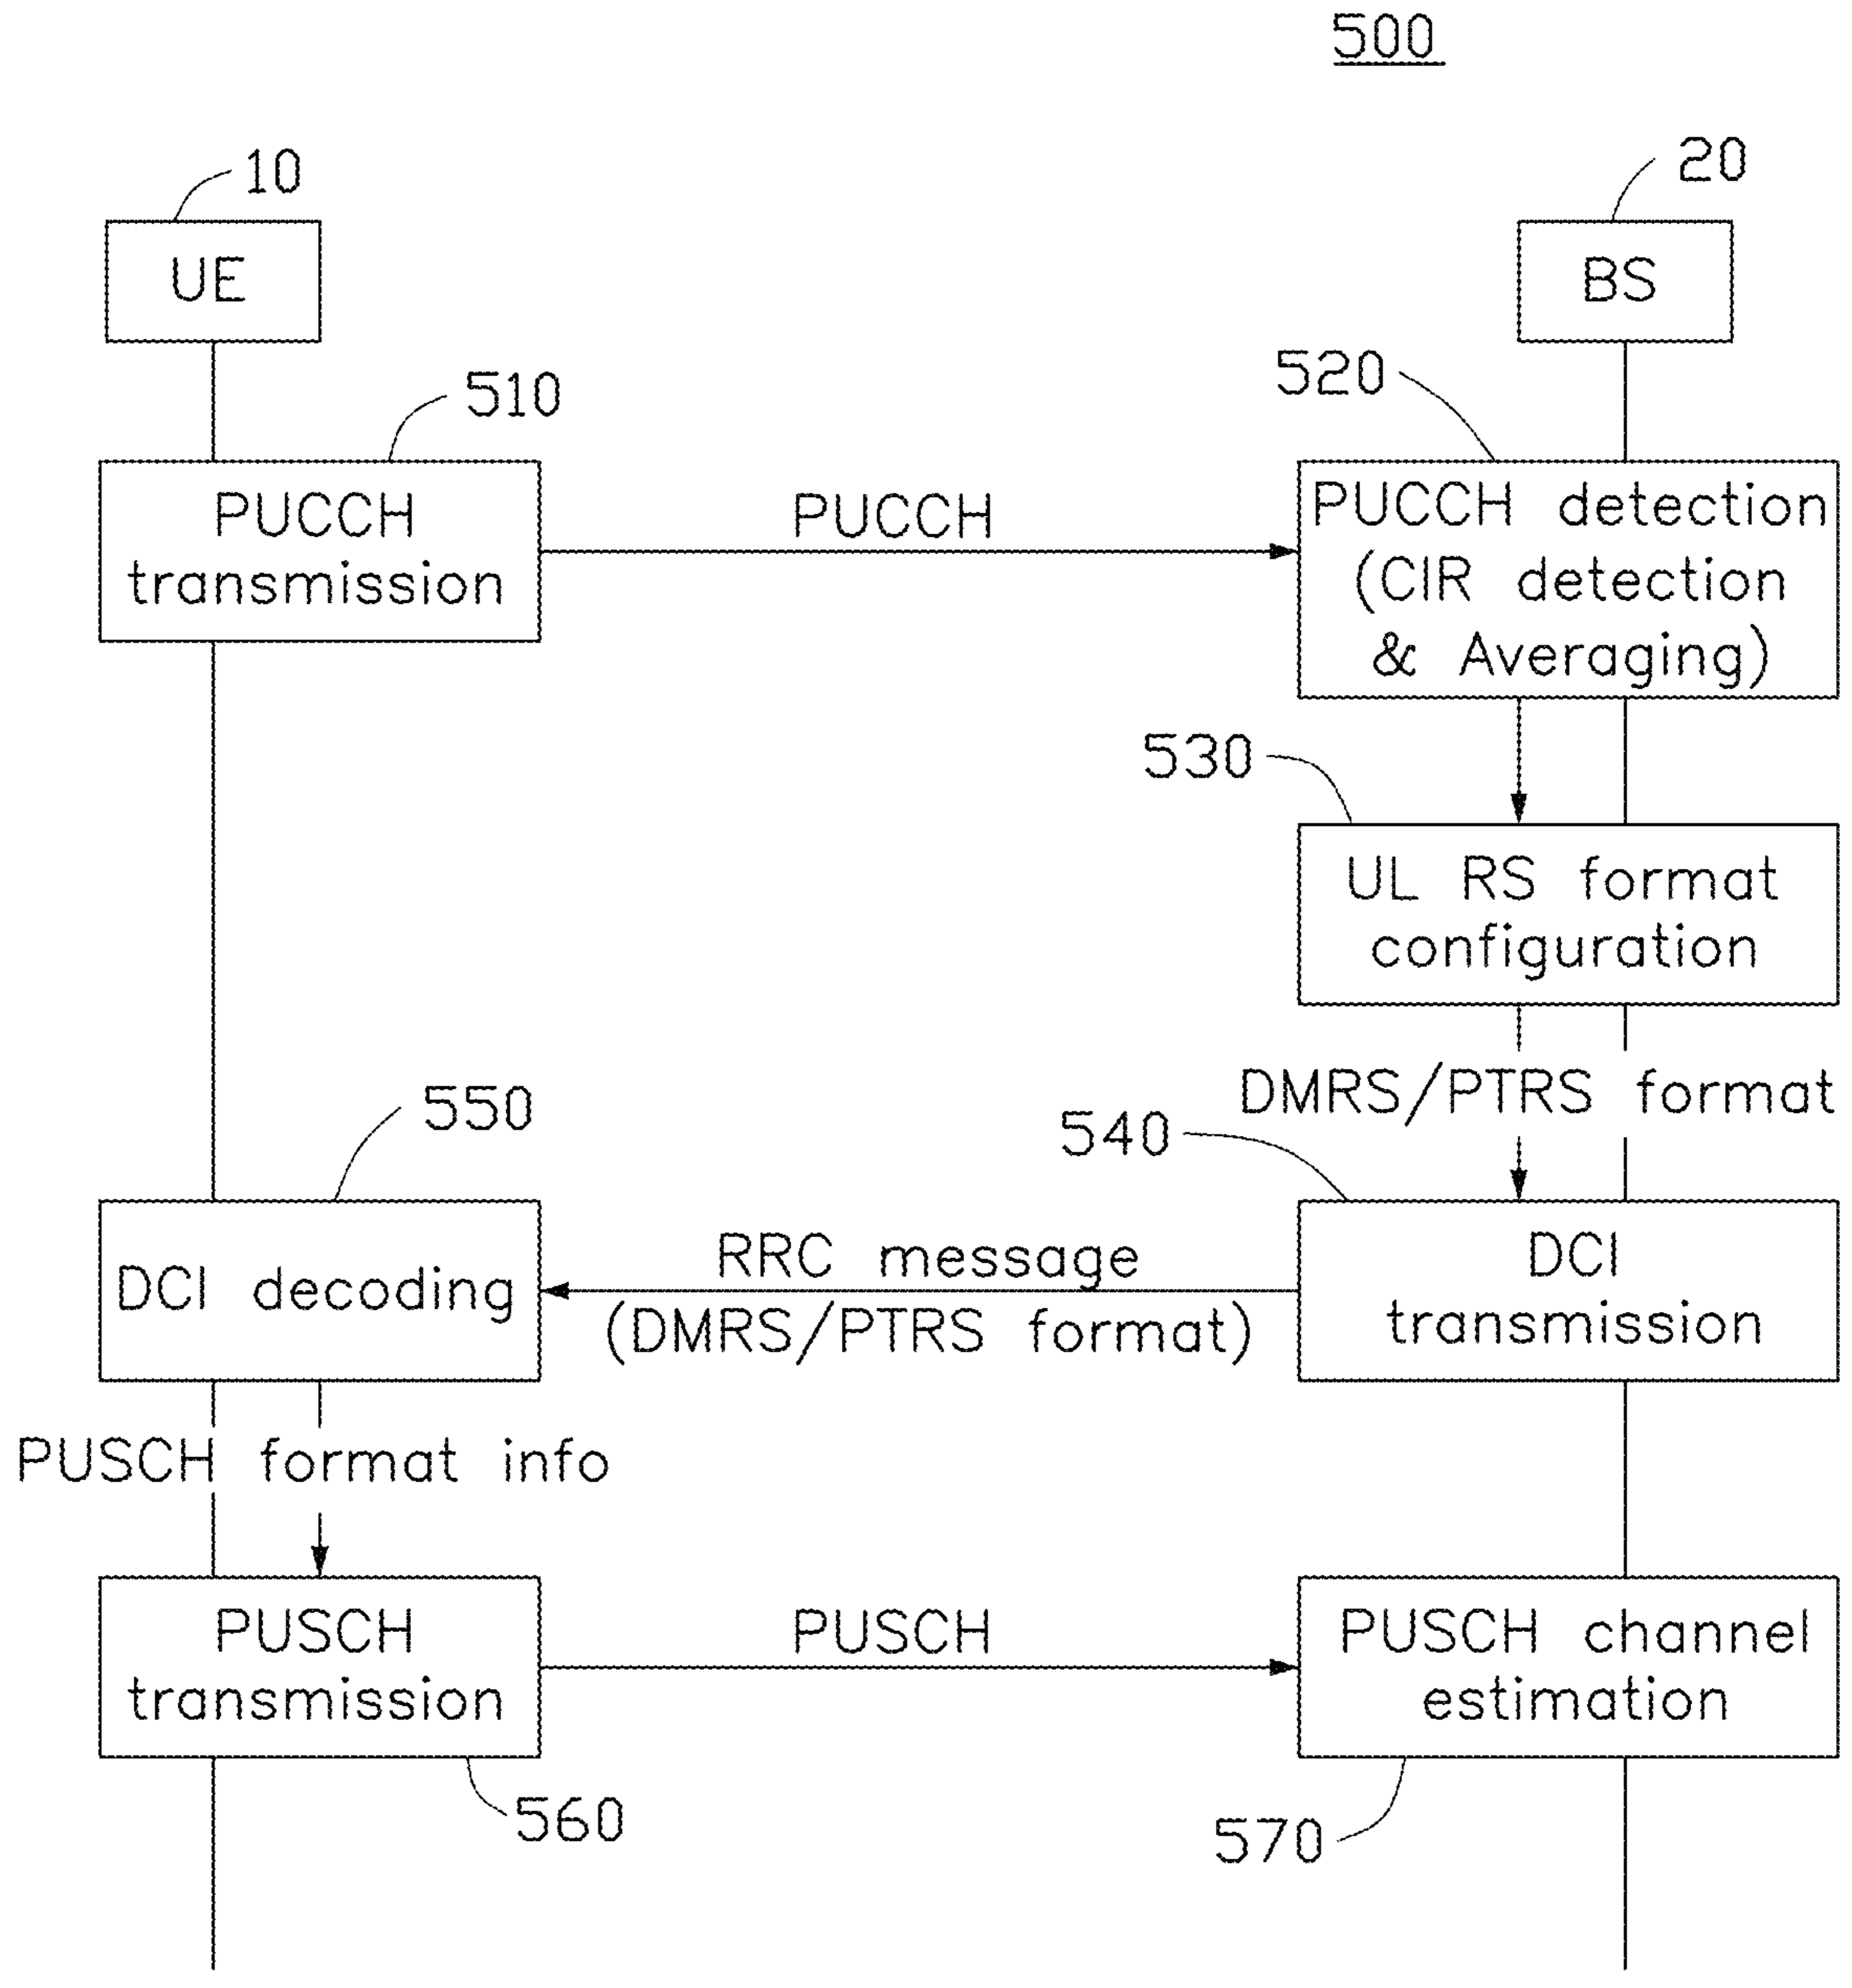 500
10
20
UE
BS
510
520
PUCCH
transmission
PUCCH
PUCCH detection
(CIR detection
& Averaging)
530
UL RS format
configuration
DMRS/PTRS format
550
540
DCI decoding
RRC message
(DMRS/PTRS format)
DCI
transmission
PUSCH format info
PUSCH
transmission
PUSCH
PUSCH channel
estimation
560
570